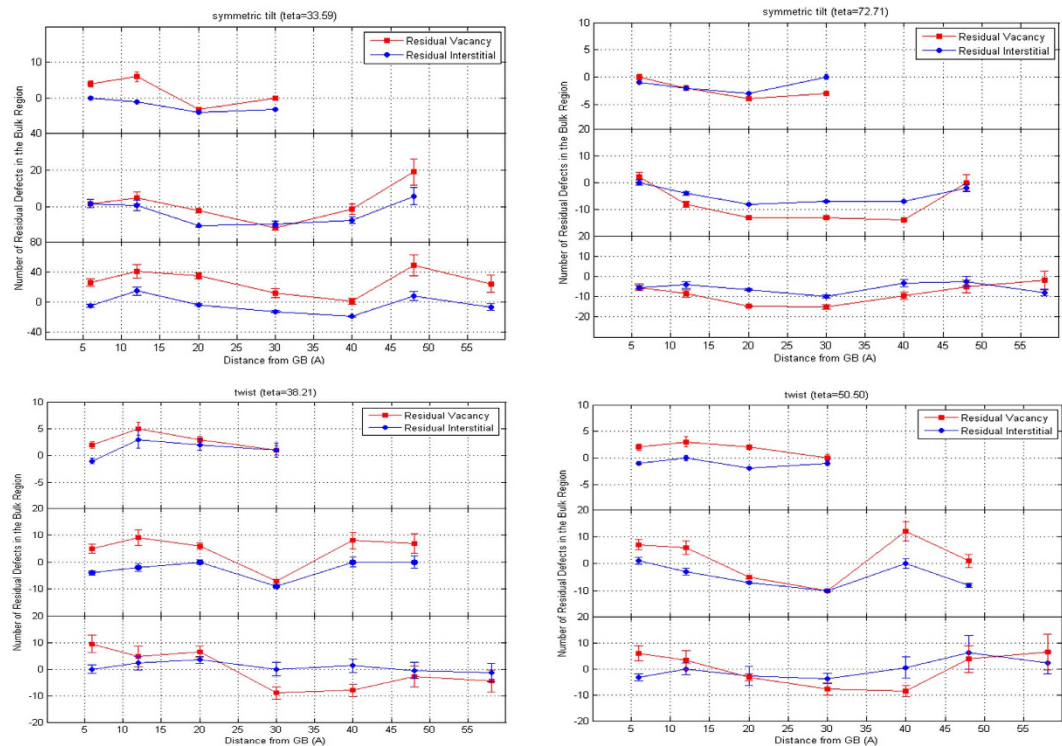 symmetric tilt (teta=33.59)
Residual Vacancy
Residual Interstitial
10
0
40
20
0
80
40
0
-40
5 10 15 20 25 30 35 40 45 50 55
Number of Residual Defects in the Bulk Region
Distance from GB (A)
symmetric tilt (teta=72.71)
Residual Vacancy
Residual Interstitial
10
5
0
-5
20
10
0
-10
20
10
0
-10
-20
5 10 15 20 25 30 35 40 45 50 55
Number of Residual Defects in the Bulk Region
Distance from GB (A)
twist (teta=38.21)
Residual Vacancy
Residual Interstitial
10
5
0
-5
20
10
0
-10
20
10
0
-10
-20
5 10 15 20 25 30 35 40 45 50 55
Number of Residual Defects in the Bulk Region
Distance from GB (A)
twist (teta=50.50)
Residual Vacancy
Residual Interstitial
10
5
0
-5
20
10
0
-10
20
10
0
-10
-20
5 10 15 20 25 30 35 40 45 50 55
Number of Residual Defects in the Bulk Region
Distance from GB (A)